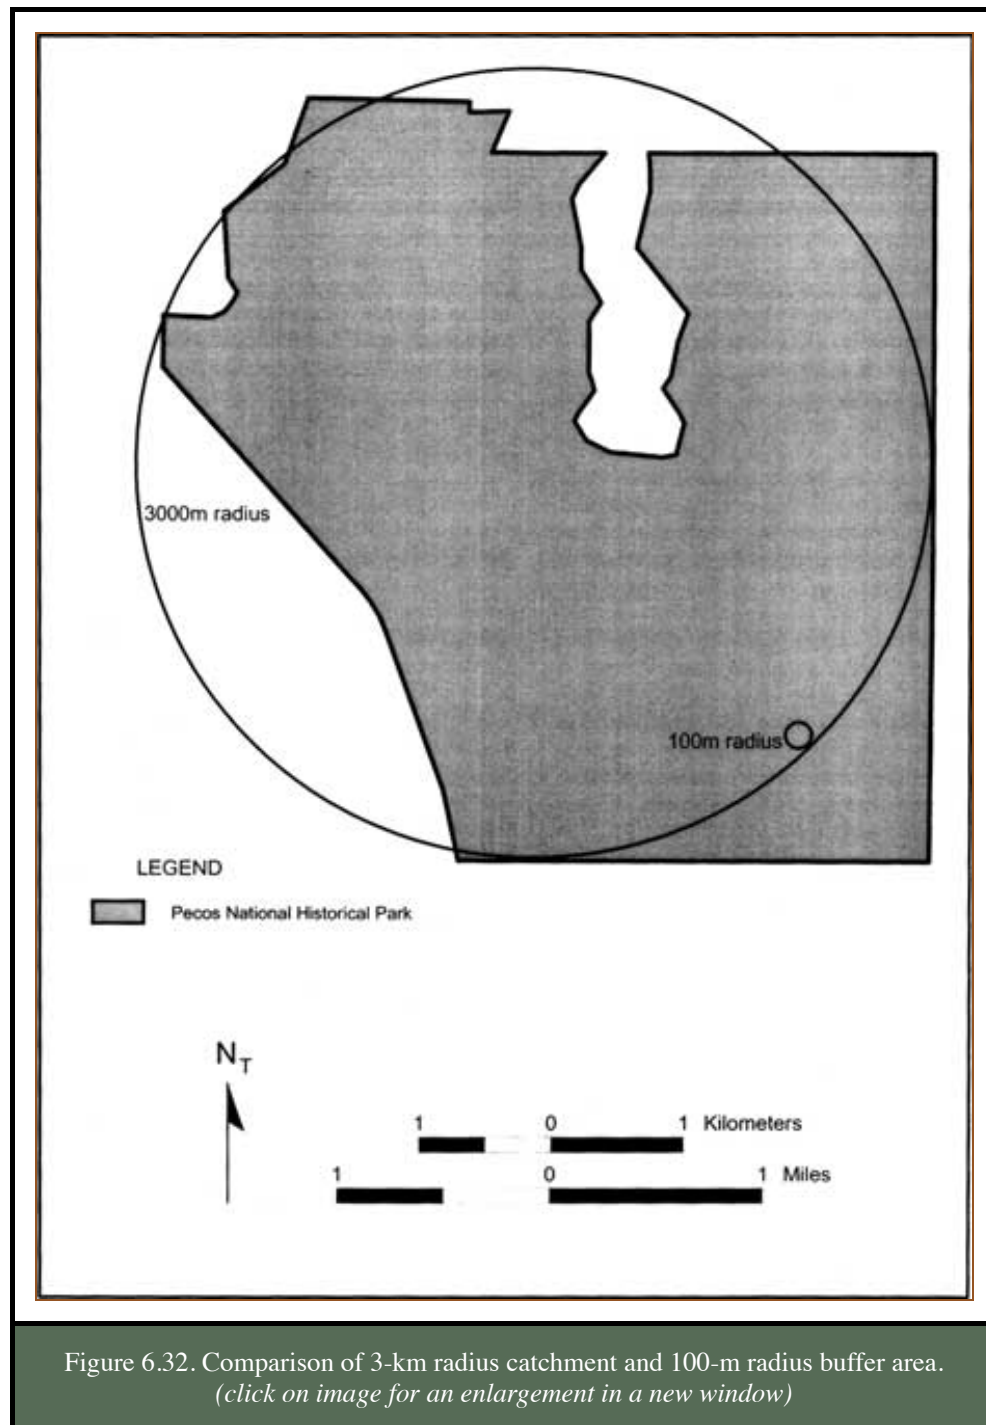 3000m radius
100m radius
LEGEND
Pecos National Historical Park
NT
1 0 1 Kilometers
1 0 1 Miles
Figure 6.32. Comparison of 3-km radius catchment and 100-m radius buffer area.
(click on image for an enlargement in a new window)